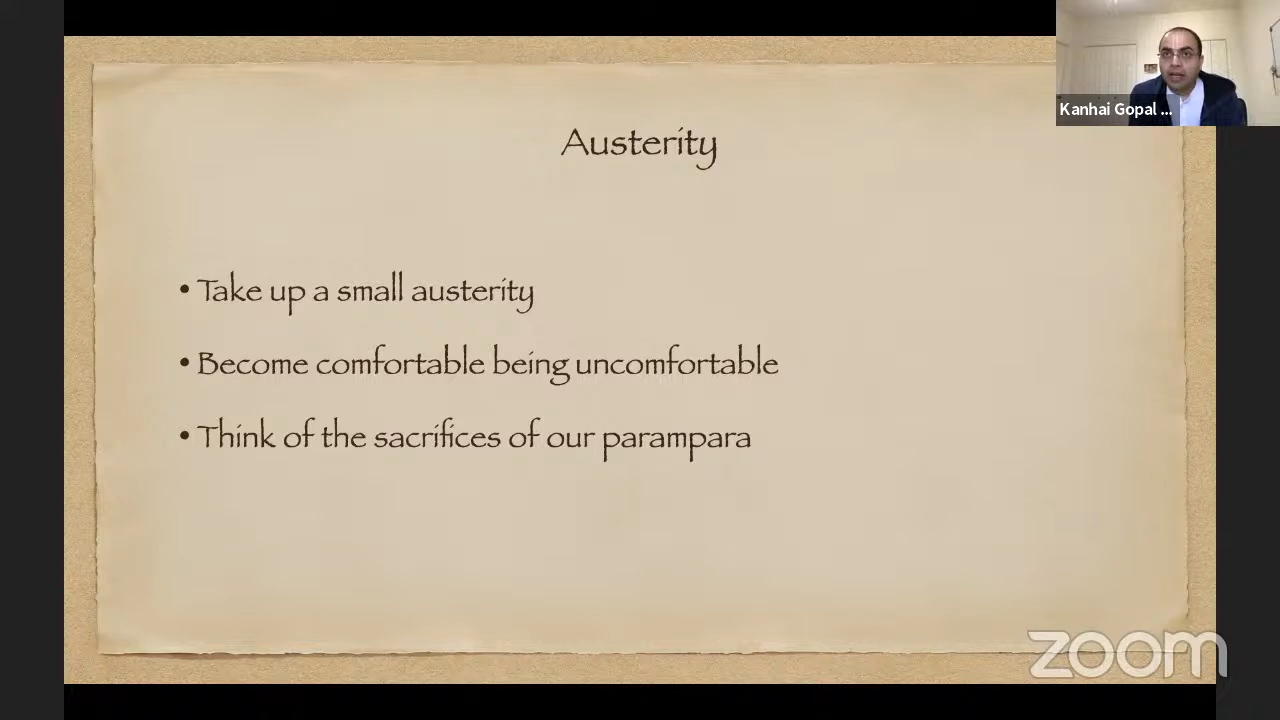 Kanhai Gopal ...
Austerity
• Take up a small austerity
• Become comfortable being uncomfortable
• Think of the sacrifices of our parampara
zoom